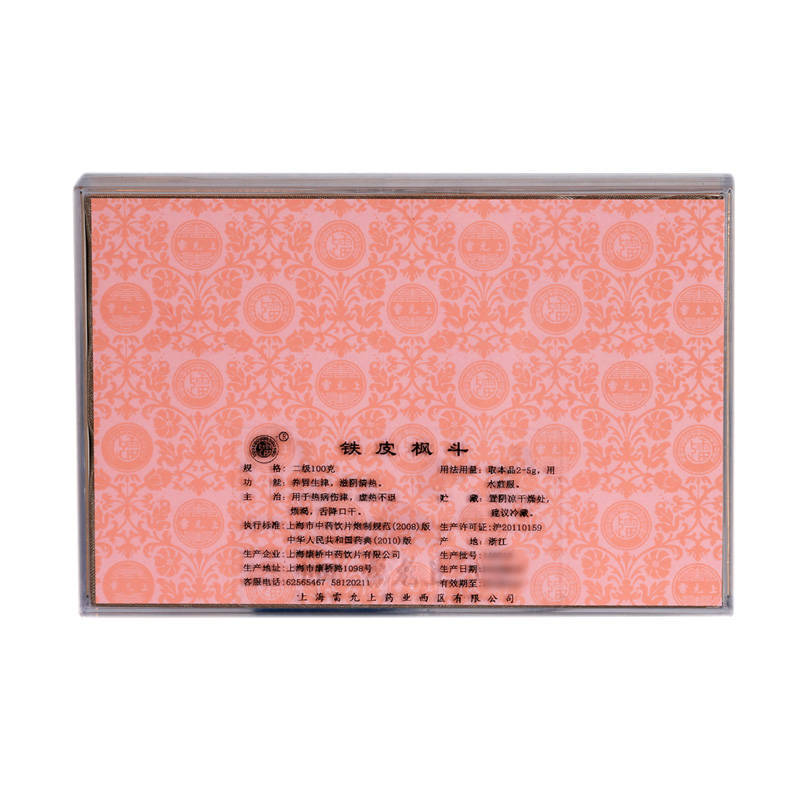 铁皮枫斗
规 格: 二级100克
功 能: 养胃生津，滋阴清热。
主 治: 用于热病伤津，虚热不退
烦渴，舌降口干。
执行标准: 上海市中药饮片炮制规范(2008)版
中华人民共和国药典(2010)版
生产企业: 上海康桥中药饮片有限公司
生产地址: 上海市康桥路1098号
客服电话: 62565467 58120211
用法用量: 取本品2-5g，用
水煎服。
贮 藏: 置阴凉干燥处，
建议冷藏。
生产许可证: 沪20110159
产 地: 浙江
生产批号:
生产日期:
有效期至:
上海雷允上药业西区有限公司